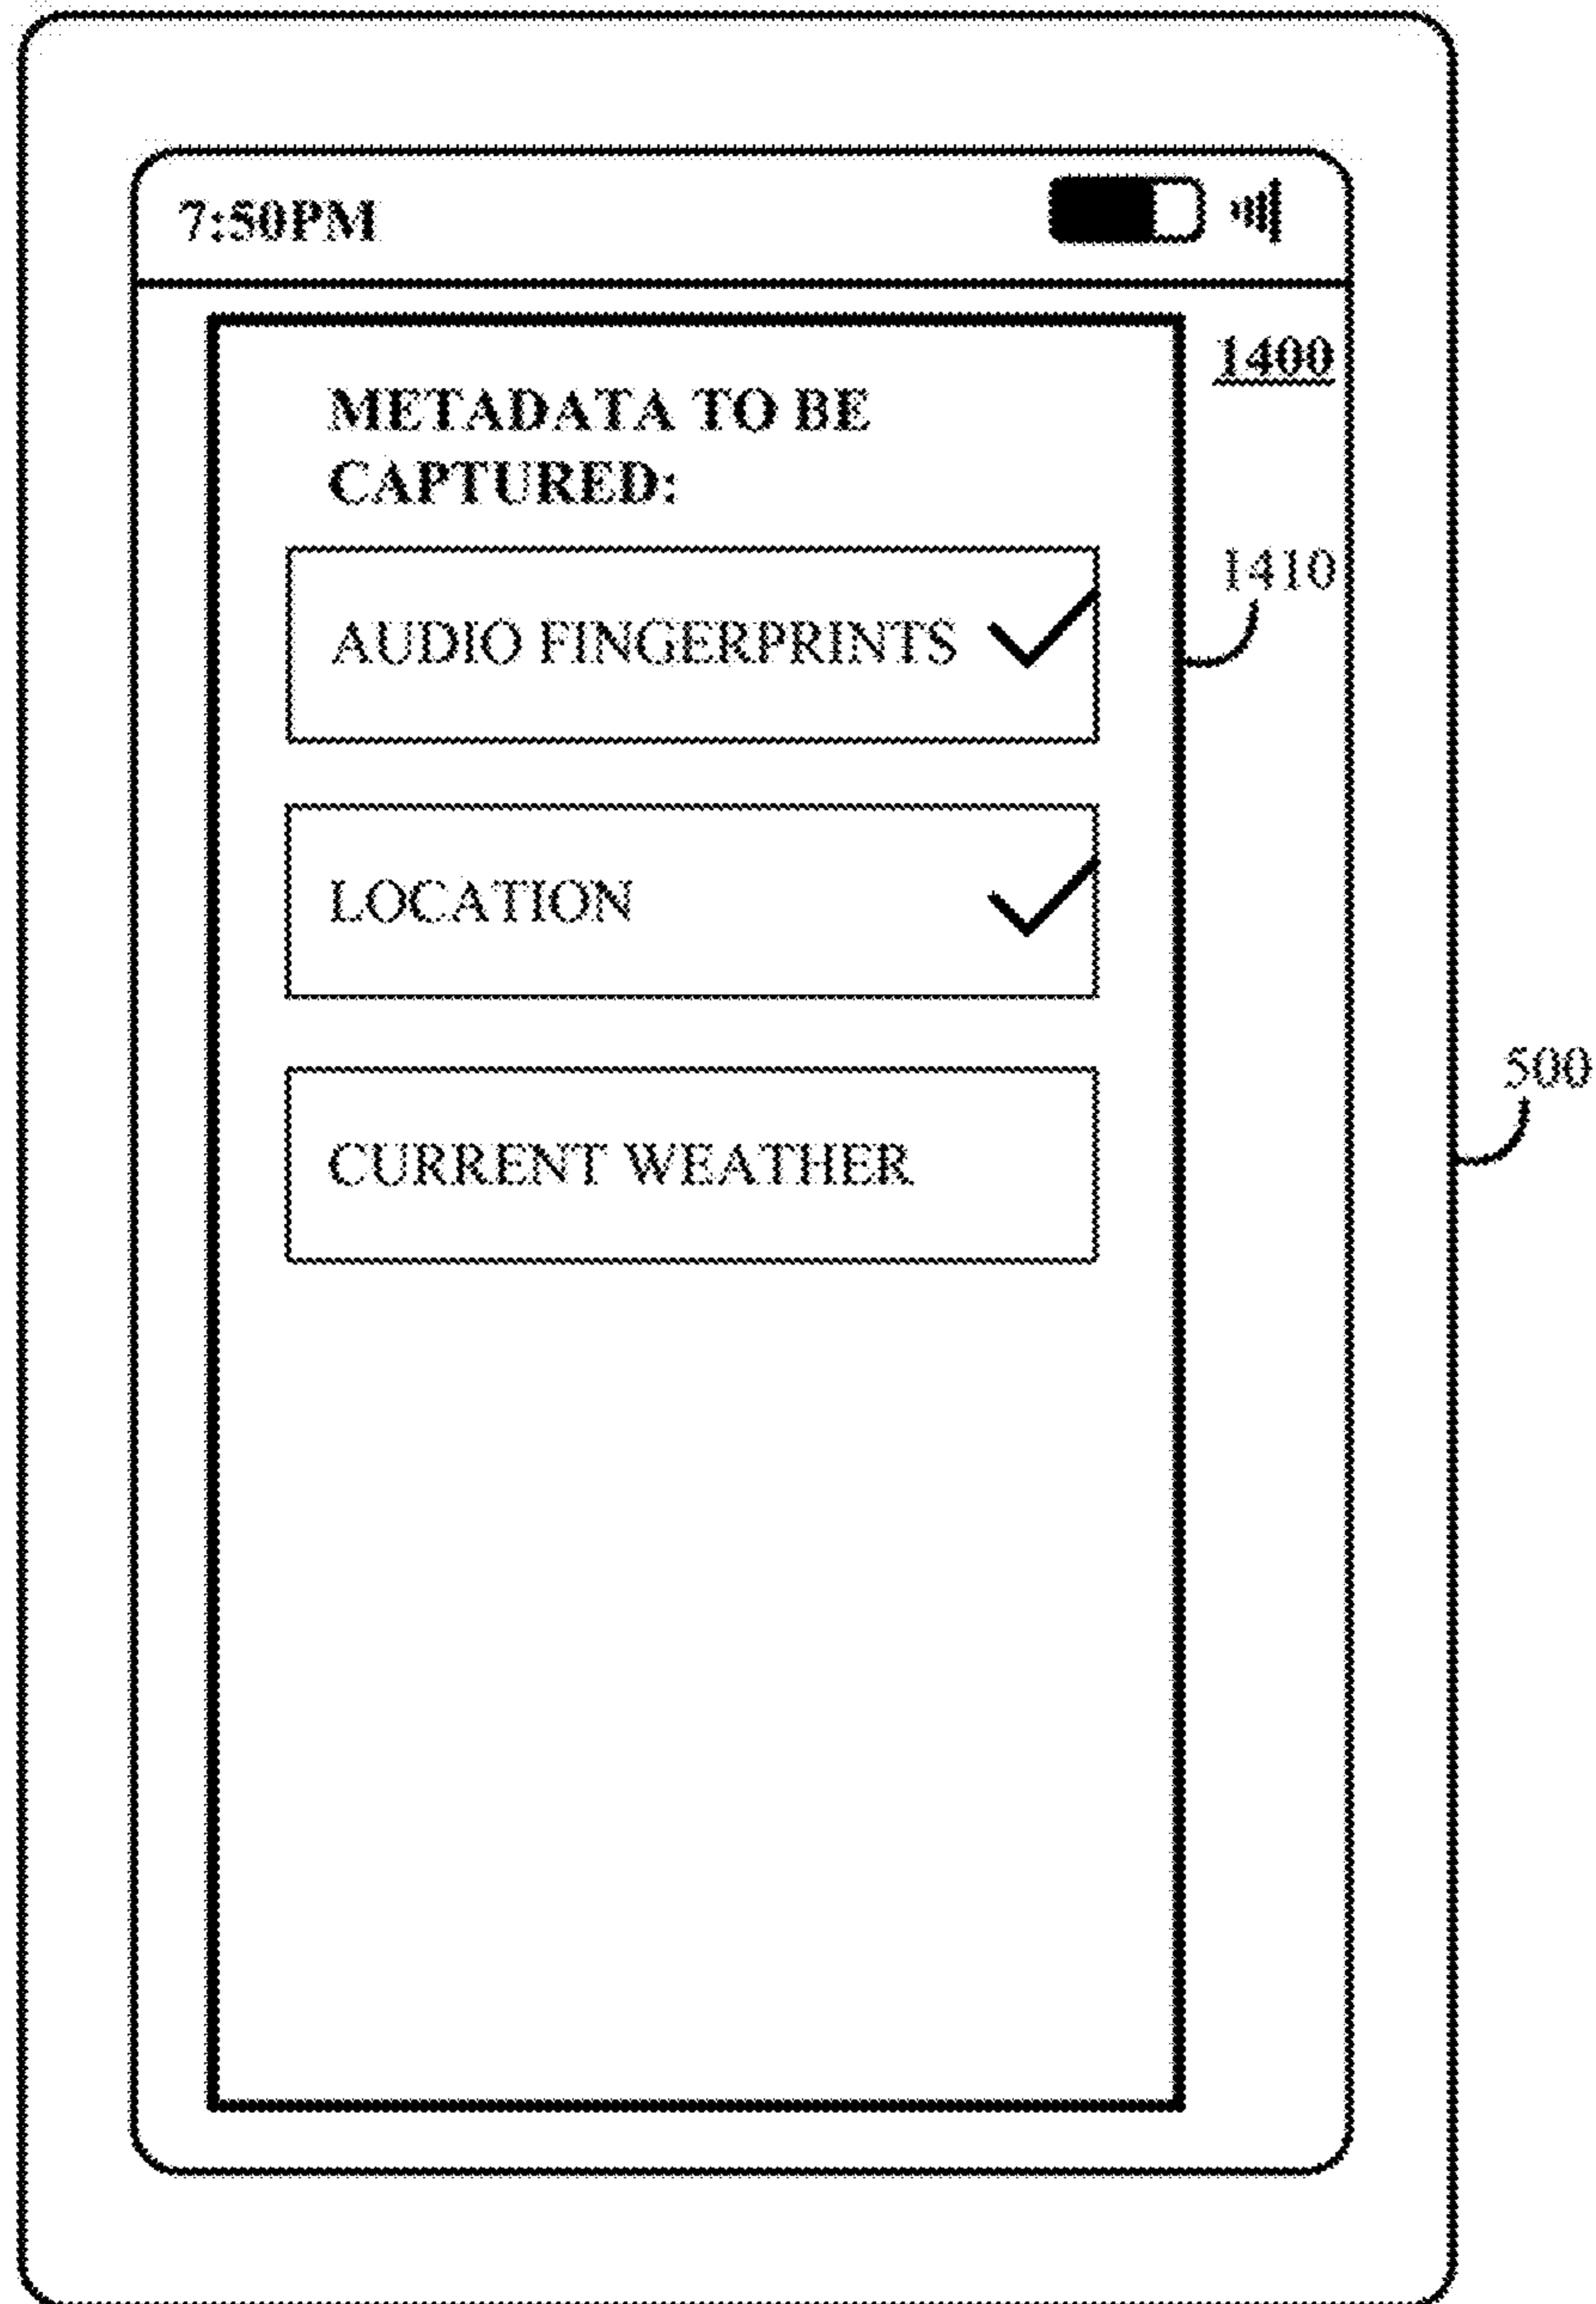 7:50PM
1400
METADATA TO BE
CAPTURED:
1410
AUDIO FINGERPRINTS
LOCATION
500
CURRENT WEATHER